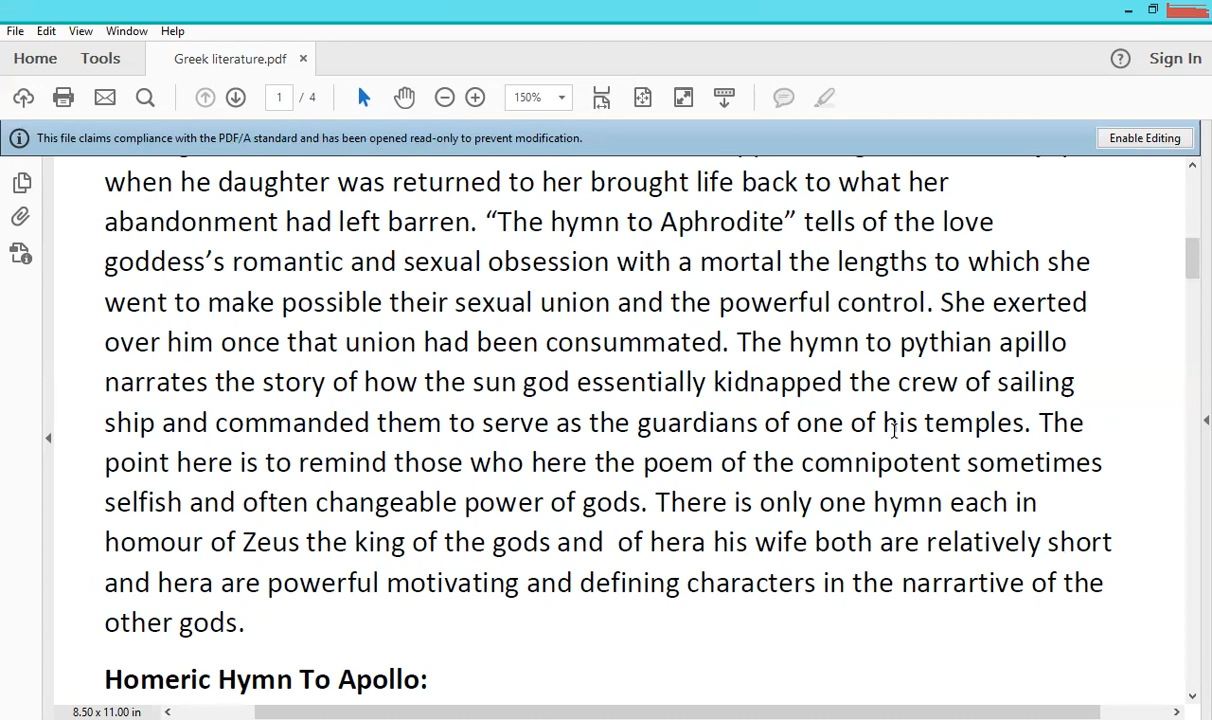 File Edit View Window Help
Home Tools Greek literature.pdf × Sign In
1 / 4 150%
This file claims compliance with the PDF/A standard and has been opened read-only to prevent modification. Enable Editing
when he daughter was returned to her brought life back to what her
abandonment had left barren. “The hymn to Aphrodite” tells of the love
goddess’s romantic and sexual obsession with a mortal the lengths to which she
went to make possible their sexual union and the powerful control. She exerted
over him once that union had been consummated. The hymn to pythian apillo
narrates the story of how the sun god essentially kidnapped the crew of sailing
ship and commanded them to serve as the guardians of one of his temples. The
point here is to remind those who here the poem of the comnipotent sometimes
selfish and often changeable power of gods. There is only one hymn each in
homour of Zeus the king of the gods and  of hera his wife both are relatively short
and hera are powerful motivating and defining characters in the narrartive of the
other gods.
Homeric Hymn To Apollo:
8.50 x 11.00 in